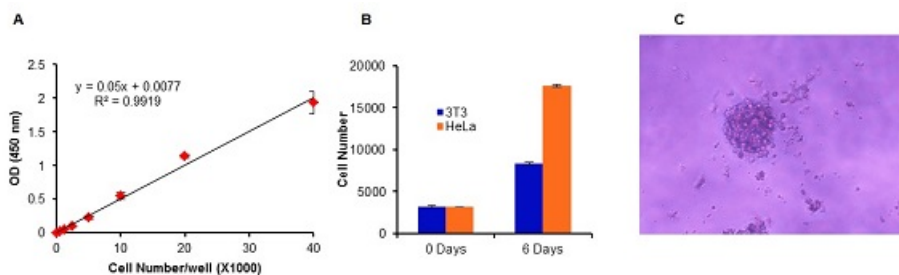 A
y = 0.05x + 0.0077
R² = 0.9919
OD (450 nm)
2.5
2
1.5
1
0.5
0
0
10
20
30
40
Cell Number/well (X1000)
B
Cell Number
20000
15000
10000
5000
0
3T3
HeLa
0 Days
6 Days
C